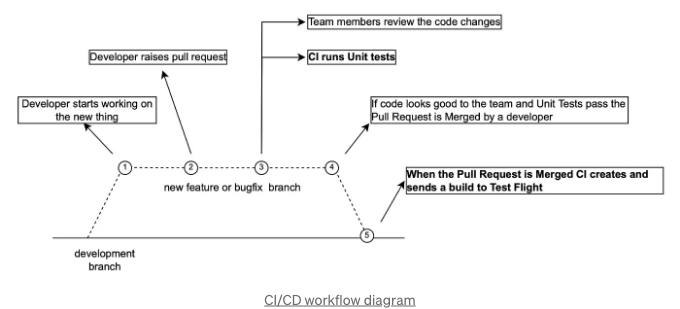 Team members review the code changes
Developer raises pull request
CI runs Unit tests
Developer starts working on
the new thing
If code looks good to the team and Unit Tests pass the
Pull Request is Merged by a developer
1
2
3
4
new feature or bugfix branch
When the Pull Request is Merged CI creates and
sends a build to Test Flight
5
development
branch
CI/CD workflow diagram